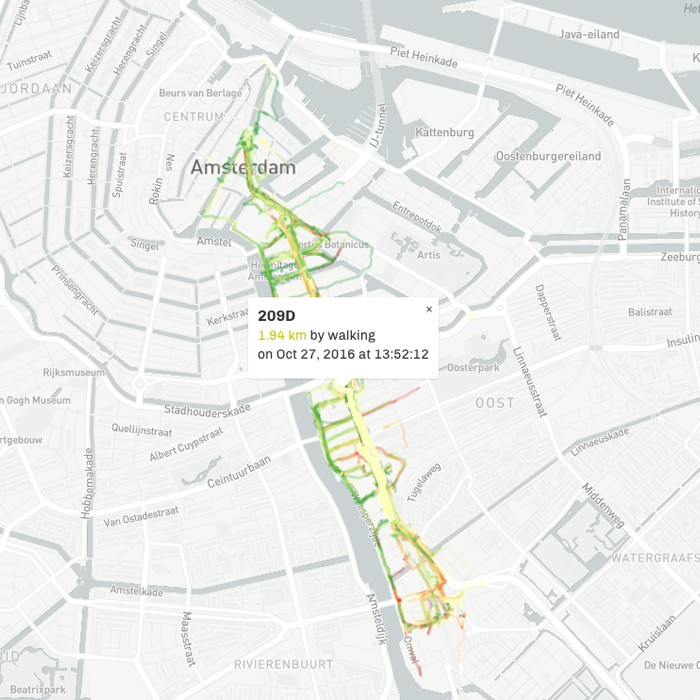 Lijnbaansgracht
Keizersgracht
Herengracht
Singel
Tuinstraat
JORDAAN
Beurs van Berlage
CENTRUM
Piet Heinkade
Java-eiland
Piet Heinkade
IJ-tunnel
Kattenburg
Oostenburgereiland
Keizersgracht
Herengracht
Spuistraat
Nes
Rokin
Amsterdam
Panamalaan
Internatio
Institute of S
History
Entrepotdok
Singel
Amstel
Hortus Botanicus
Artis
Zeeburg
Hermitage
Amsterdam
Prinsengracht
Kerkstraat
209D
×
1.94 km by walking
on Oct 27, 2016 at 13:52:12
Dapperstraat
Balistraat
Insulin
Linnaeusstraat
Rijksmuseum
Oosterpark
n Gogh Museum
OOST
Stadhouderskade
Quellijnstraat
rtgebouw
Albert Cuypstraat
Linnaeuskade
Ceintuurbaan
Hobbemakade
Tugelaweg
Middenweg
Van Ostadestraat
Weesperzijde
WATERGRAAFS
Amstelkade
Maasstraat
Amsteldijk
Kruislaan
Omval
UID
RIVIERENBUURT
De Nieuwe O
Beatrixpark